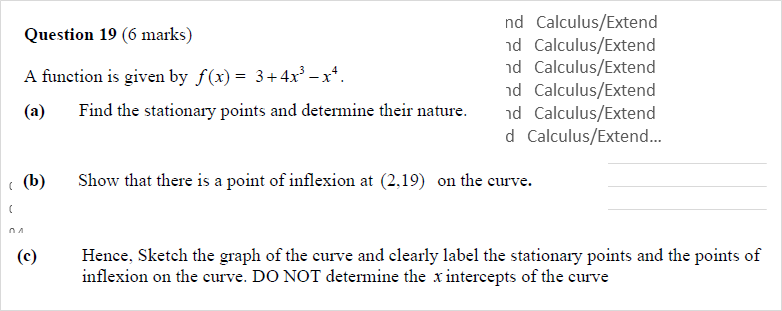 Question 19 (6 marks)
A function is given by f(x) = 3+4x³ – x⁴.
(a) Find the stationary points and determine their nature.
nd Calculus/Extend
nd Calculus/Extend
nd Calculus/Extend
nd Calculus/Extend
nd Calculus/Extend
d Calculus/Extend...
(b) Show that there is a point of inflexion at (2,19) on the curve.
(c) Hence, Sketch the graph of the curve and clearly label the stationary points and the points of
inflexion on the curve. DO NOT determine the x intercepts of the curve